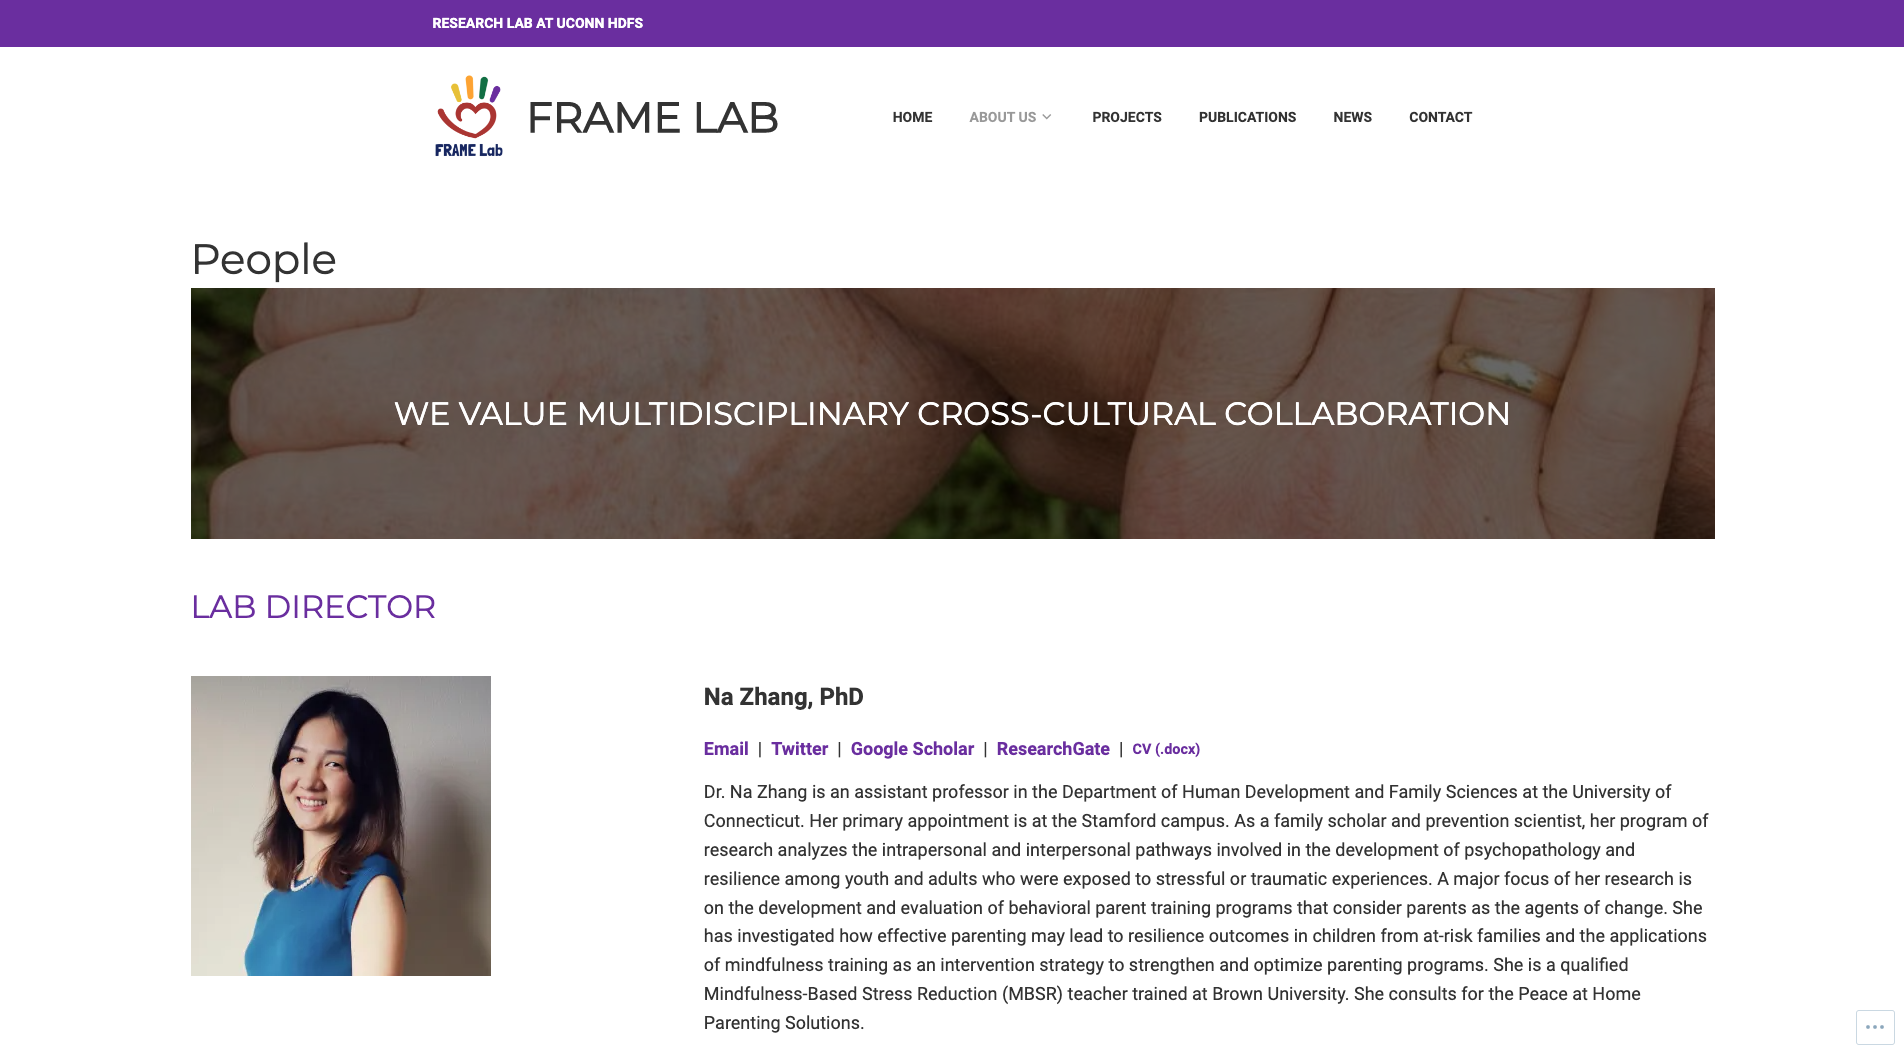 RESEARCH LAB AT UCONN HDFS
FRAME Lab
FRAME LAB
HOME ABOUT US PROJECTS PUBLICATIONS NEWS CONTACT
People
WE VALUE MULTIDISCIPLINARY CROSS-CULTURAL COLLABORATION
LAB DIRECTOR
Na Zhang, PhD
Email | Twitter | Google Scholar | ResearchGate | CV (.docx)
Dr. Na Zhang is an assistant professor in the Department of Human Development and Family Sciences at the University of
Connecticut. Her primary appointment is at the Stamford campus. As a family scholar and prevention scientist, her program of
research analyzes the intrapersonal and interpersonal pathways involved in the development of psychopathology and
resilience among youth and adults who were exposed to stressful or traumatic experiences. A major focus of her research is
on the development and evaluation of behavioral parent training programs that consider parents as the agents of change. She
has investigated how effective parenting may lead to resilience outcomes in children from at-risk families and the applications
of mindfulness training as an intervention strategy to strengthen and optimize parenting programs. She is a qualified
Mindfulness-Based Stress Reduction (MBSR) teacher trained at Brown University. She consults for the Peace at Home
Parenting Solutions.